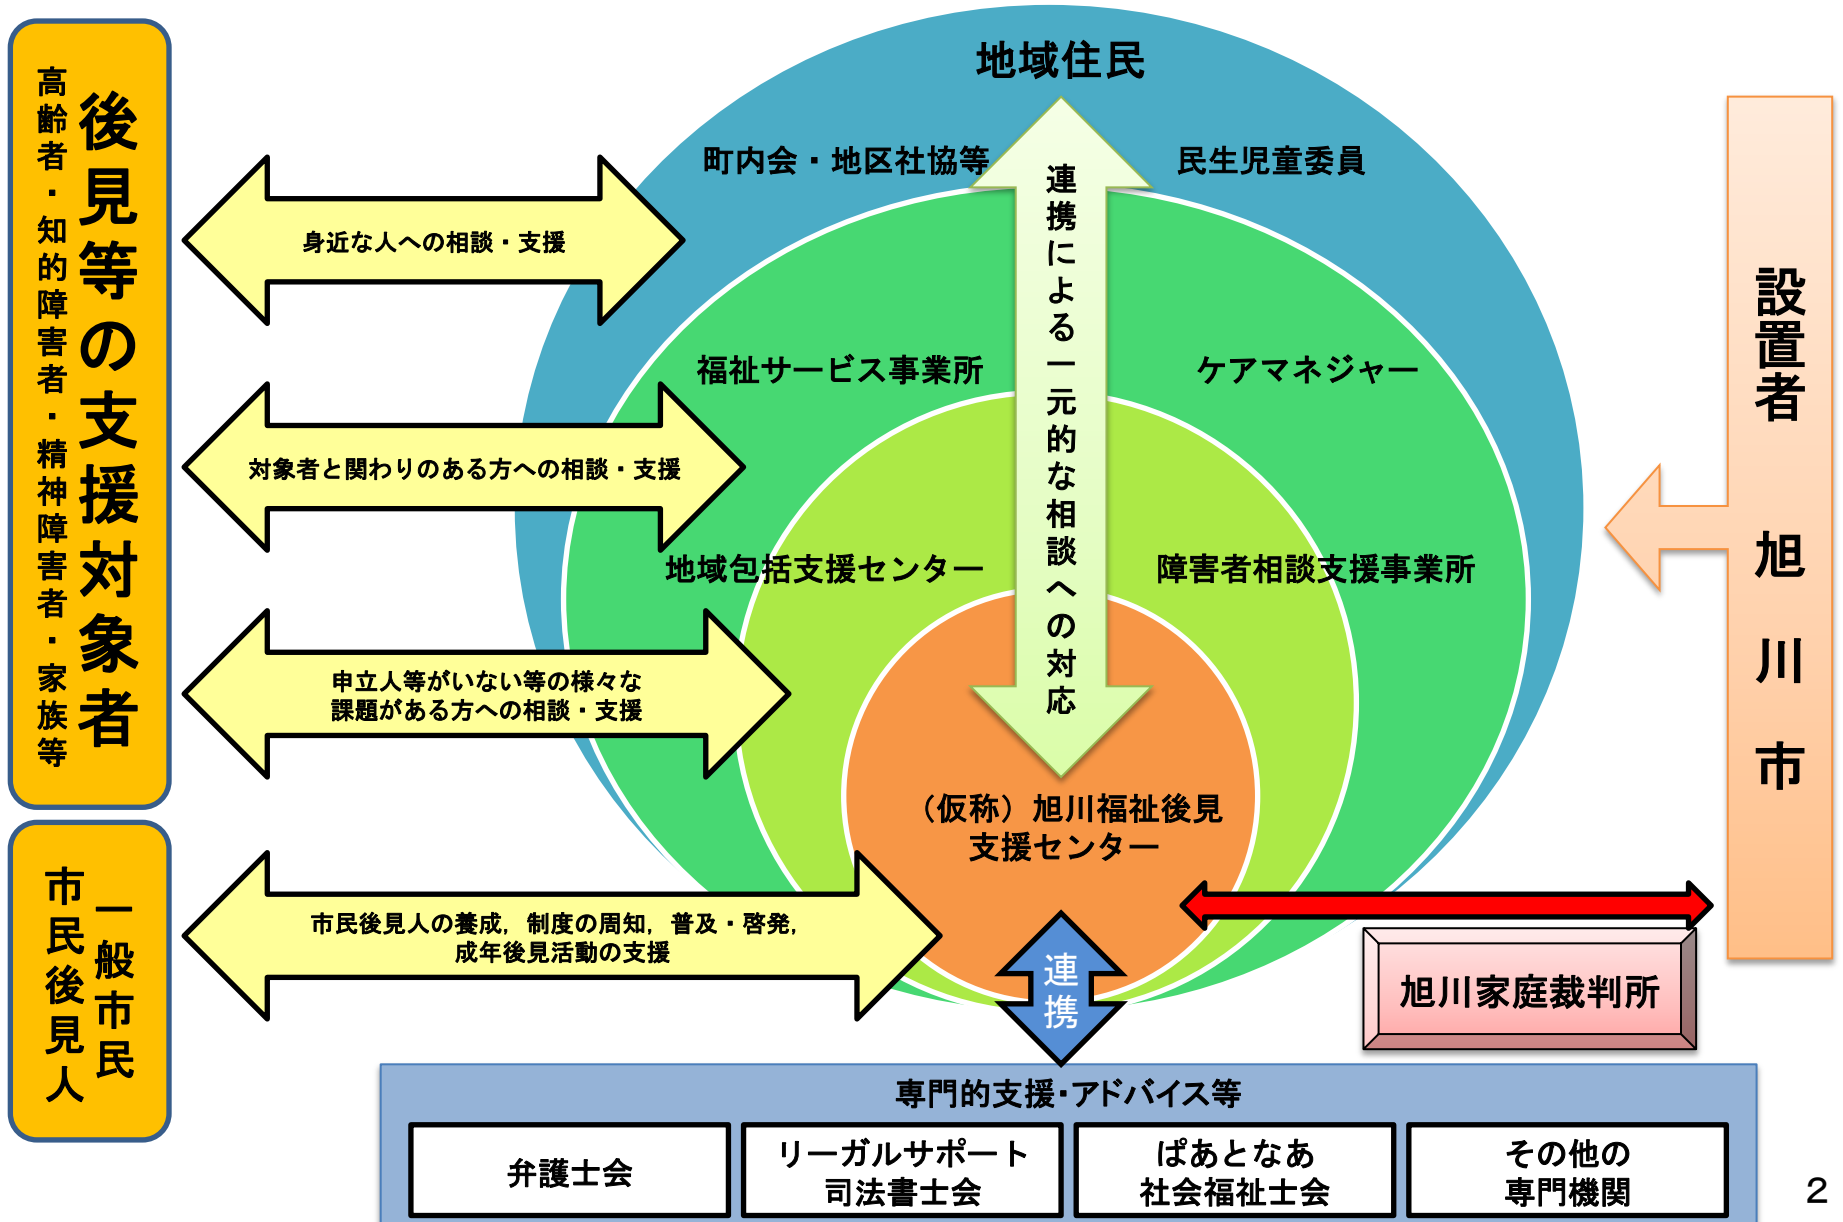 後見等の支援対象者
高齢者・知的障害者・精神障害者・家族等
一般市民
市民後見人
地域住民
町内会・地区社協等
民生児童委員
連携による一元的な相談への対応
身近な人への相談・支援
福祉サービス事業所
ケアマネジャー
対象者と関わりのある方への相談・支援
地域包括支援センター
障害者相談支援事業所
申立人等がいない等の様々な
課題がある方への相談・支援
（仮称）旭川福祉後見
支援センター
市民後見人の養成，制度の周知，普及・啓発，
成年後見活動の支援
設置者　旭川市
連携
旭川家庭裁判所
専門的支援・アドバイス等
弁護士会
リーガルサポート
司法書士会
ぱあとなあ
社会福祉士会
その他の
専門機関
2